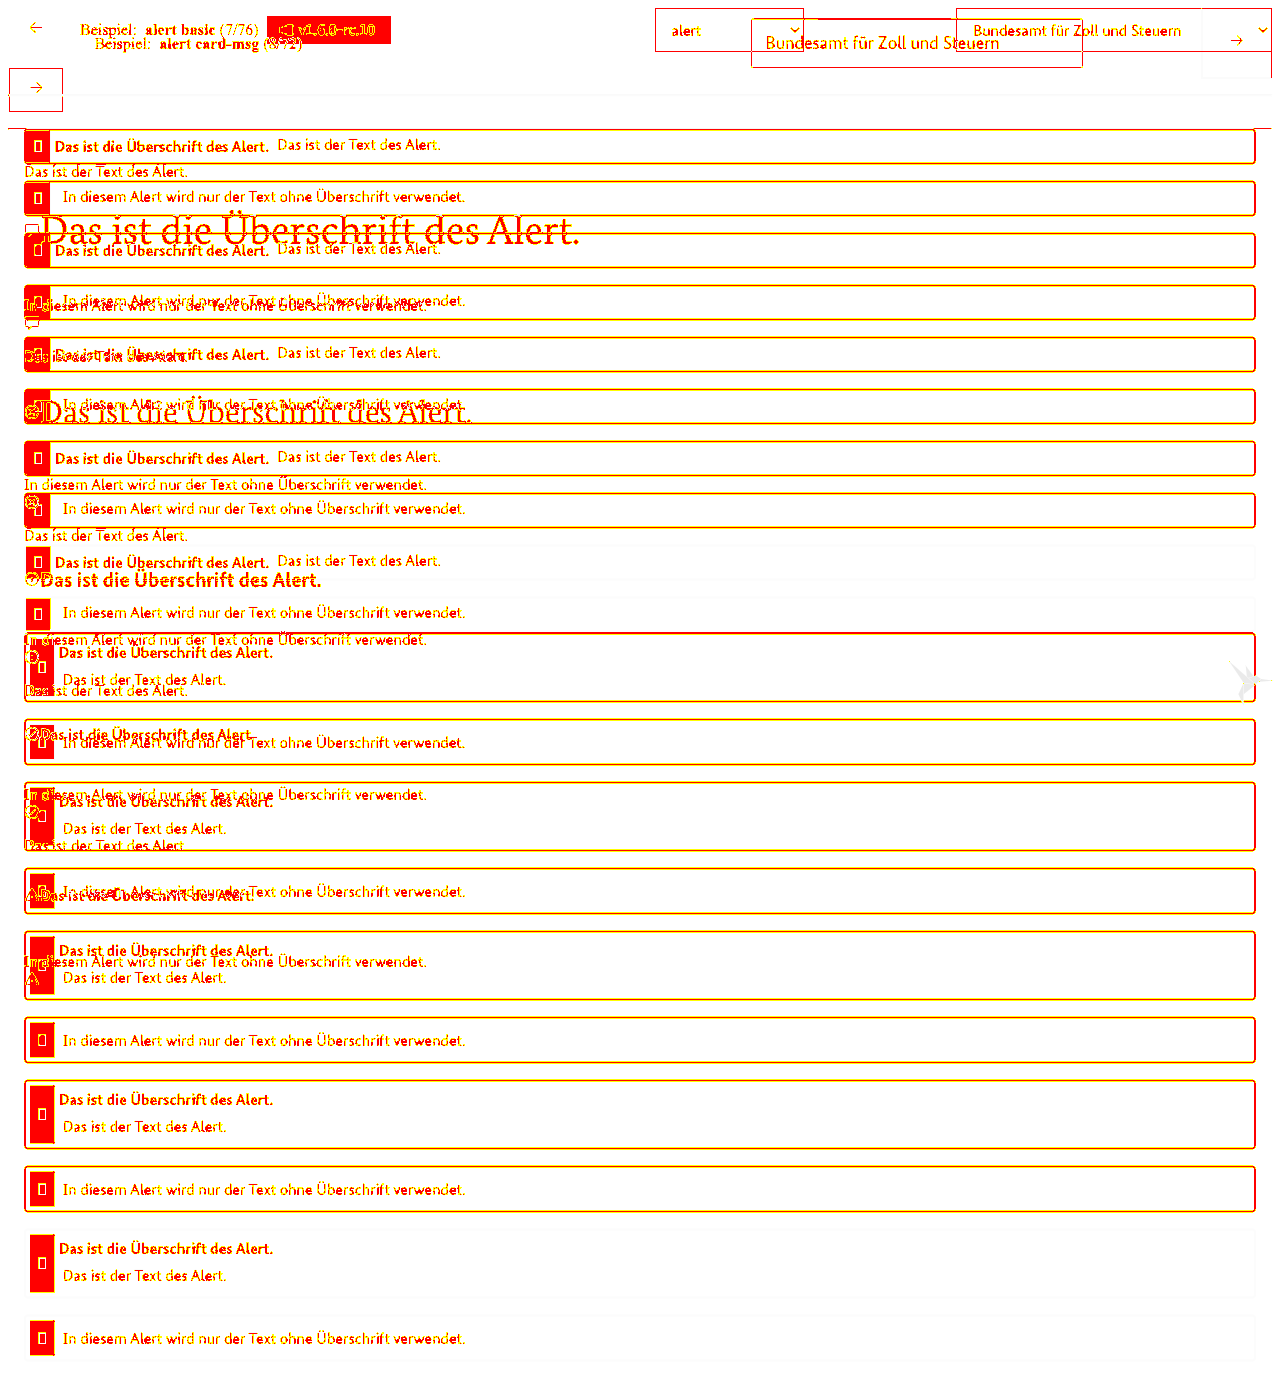 Beispiel: alert basic (7/76) v1.6.0-rc.10 alert Bundesamt für Zoll und Steuern
Beispiel: alert card-msg (8/72) Bundesamt für Zoll und Steuern
Das ist die Überschrift des Alert. Das ist der Text des Alert.
Das ist der Text des Alert.
In diesem Alert wird nur der Text ohne Überschrift verwendet.
Das ist die Überschrift des Alert.
Das ist die Überschrift des Alert. Das ist der Text des Alert.
In diesem Alert wird nur der Text ohne Überschrift verwendet.
In diesem Alert wird nur der Text ohne Überschrift verwendet.
Das ist die Überschrift des Alert. Das ist der Text des Alert.
Das ist der Text des Alert.
In diesem Alert wird nur der Text ohne Überschrift verwendet.
Das ist die Überschrift des Alert.
Das ist die Überschrift des Alert. Das ist der Text des Alert.
In diesem Alert wird nur der Text ohne Überschrift verwendet.
In diesem Alert wird nur der Text ohne Überschrift verwendet.
Das ist der Text des Alert.
Das ist die Überschrift des Alert. Das ist der Text des Alert.
Das ist die Überschrift des Alert.
In diesem Alert wird nur der Text ohne Überschrift verwendet.
In diesem Alert wird nur der Text ohne Überschrift verwendet.
Das ist die Überschrift des Alert.
Das ist der Text des Alert.
Das ist der Text des Alert.
Das ist die Überschrift des Alert.
In diesem Alert wird nur der Text ohne Überschrift verwendet.
In diesem Alert wird nur der Text ohne Überschrift verwendet.
Das ist die Überschrift des Alert.
Das ist der Text des Alert.
Das ist der Text des Alert.
In diesem Alert wird nur der Text ohne Überschrift verwendet.
Das ist die Überschrift des Alert.
Das ist die Überschrift des Alert.
In diesem Alert wird nur der Text ohne Überschrift verwendet.
Das ist der Text des Alert.
In diesem Alert wird nur der Text ohne Überschrift verwendet.
Das ist die Überschrift des Alert.
Das ist der Text des Alert.
In diesem Alert wird nur der Text ohne Überschrift verwendet.
Das ist die Überschrift des Alert.
Das ist der Text des Alert.
In diesem Alert wird nur der Text ohne Überschrift verwendet.